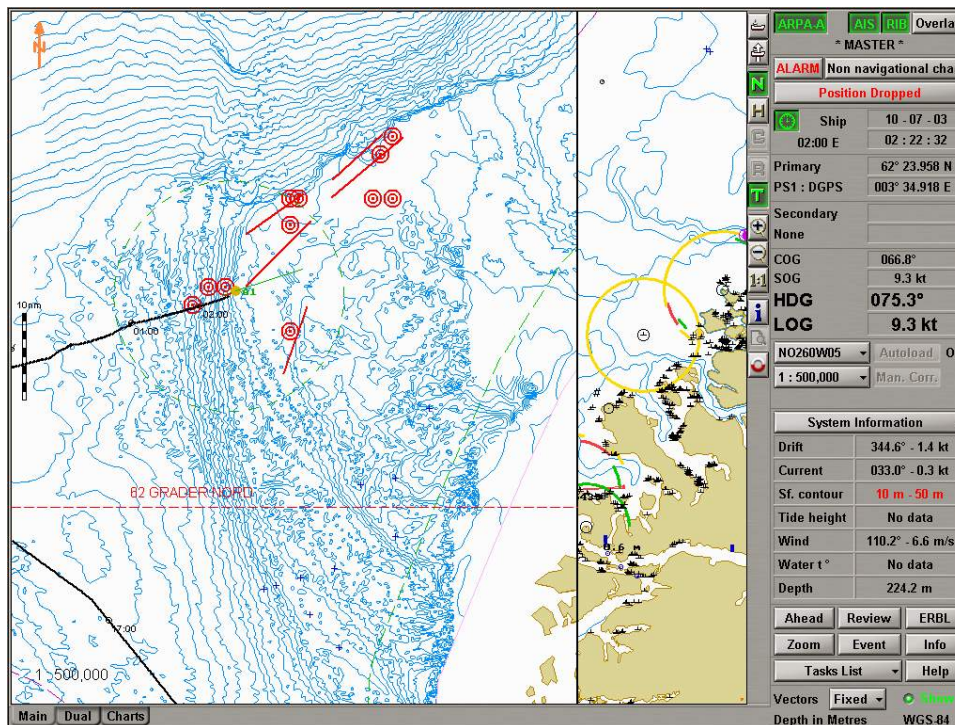 N
10nm
01:00
02:00
62 GRADER NORD
17:00
1 : 500,000
Main
Dual
Charts
N
H
C
R
T
1:1
i
ARPA-A
AIS
RIB
Overla
* MASTER *
ALARM
Non navigational cha
Position Dropped
Ship
10 - 07 - 03
02:00 E
02 : 22 : 32
Primary
62° 23.958 N
PS1 : DGPS
003° 34.918 E
Secondary
None
COG
066.8°
SOG
9.3 kt
HDG
075.3°
LOG
9.3 kt
NO260W05
Autoload
O
1 : 500,000
Man. Corr.
System Information
Drift
344.6° - 1.4 kt
Current
033.0° - 0.3 kt
Sf. contour
10 m - 50 m
Tide height
No data
Wind
110.2° - 6.6 m/s
Water t°
No data
Depth
224.2 m
Ahead
Review
ERBL
Zoom
Event
Info
Tasks List
Help
Vectors
Fixed
Show
Depth in Metres
WGS-84